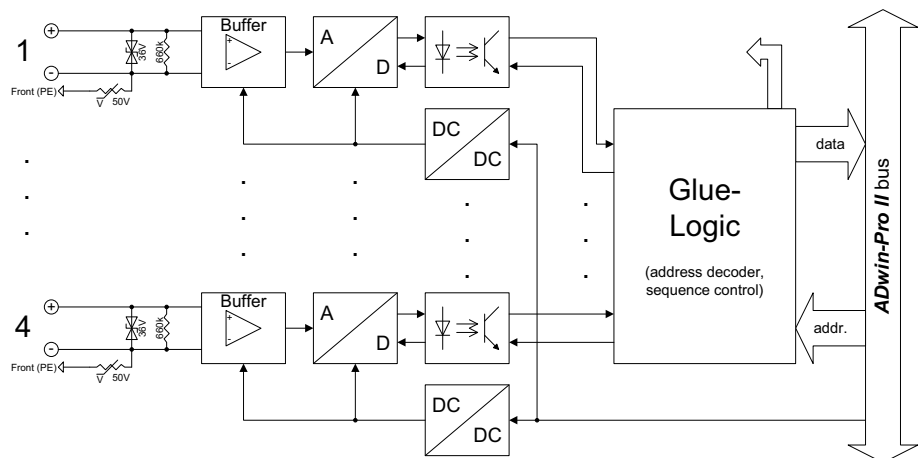 Buffer
+
-
1
+
-
36V
660k
Front (PE)
V
50V
A
D
DC
DC
Glue-
Logic
(address decoder,
sequence control)
data
addr.
ADwin-Pro II bus
Buffer
+
-
4
+
-
36V
660k
Front (PE)
V
50V
A
D
DC
DC